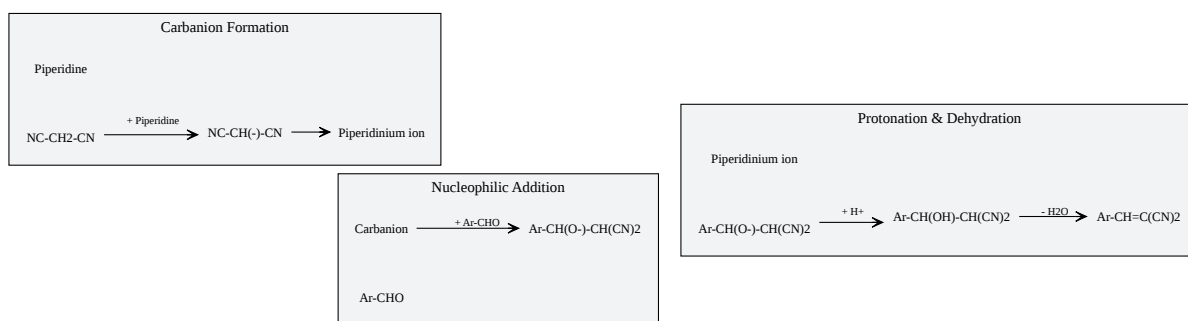 Carbanion Formation
Piperidine
+ Piperidine
NC-CH2-CN
NC-CH(-)-CN
Piperidinium ion
Nucleophilic Addition
Carbanion
+ Ar-CHO
Ar-CH(O-)-CH(CN)2
Ar-CHO
Protonation & Dehydration
Piperidinium ion
Ar-CH(O-)-CH(CN)2
+ H+
Ar-CH(OH)-CH(CN)2
- H2O
Ar-CH=C(CN)2